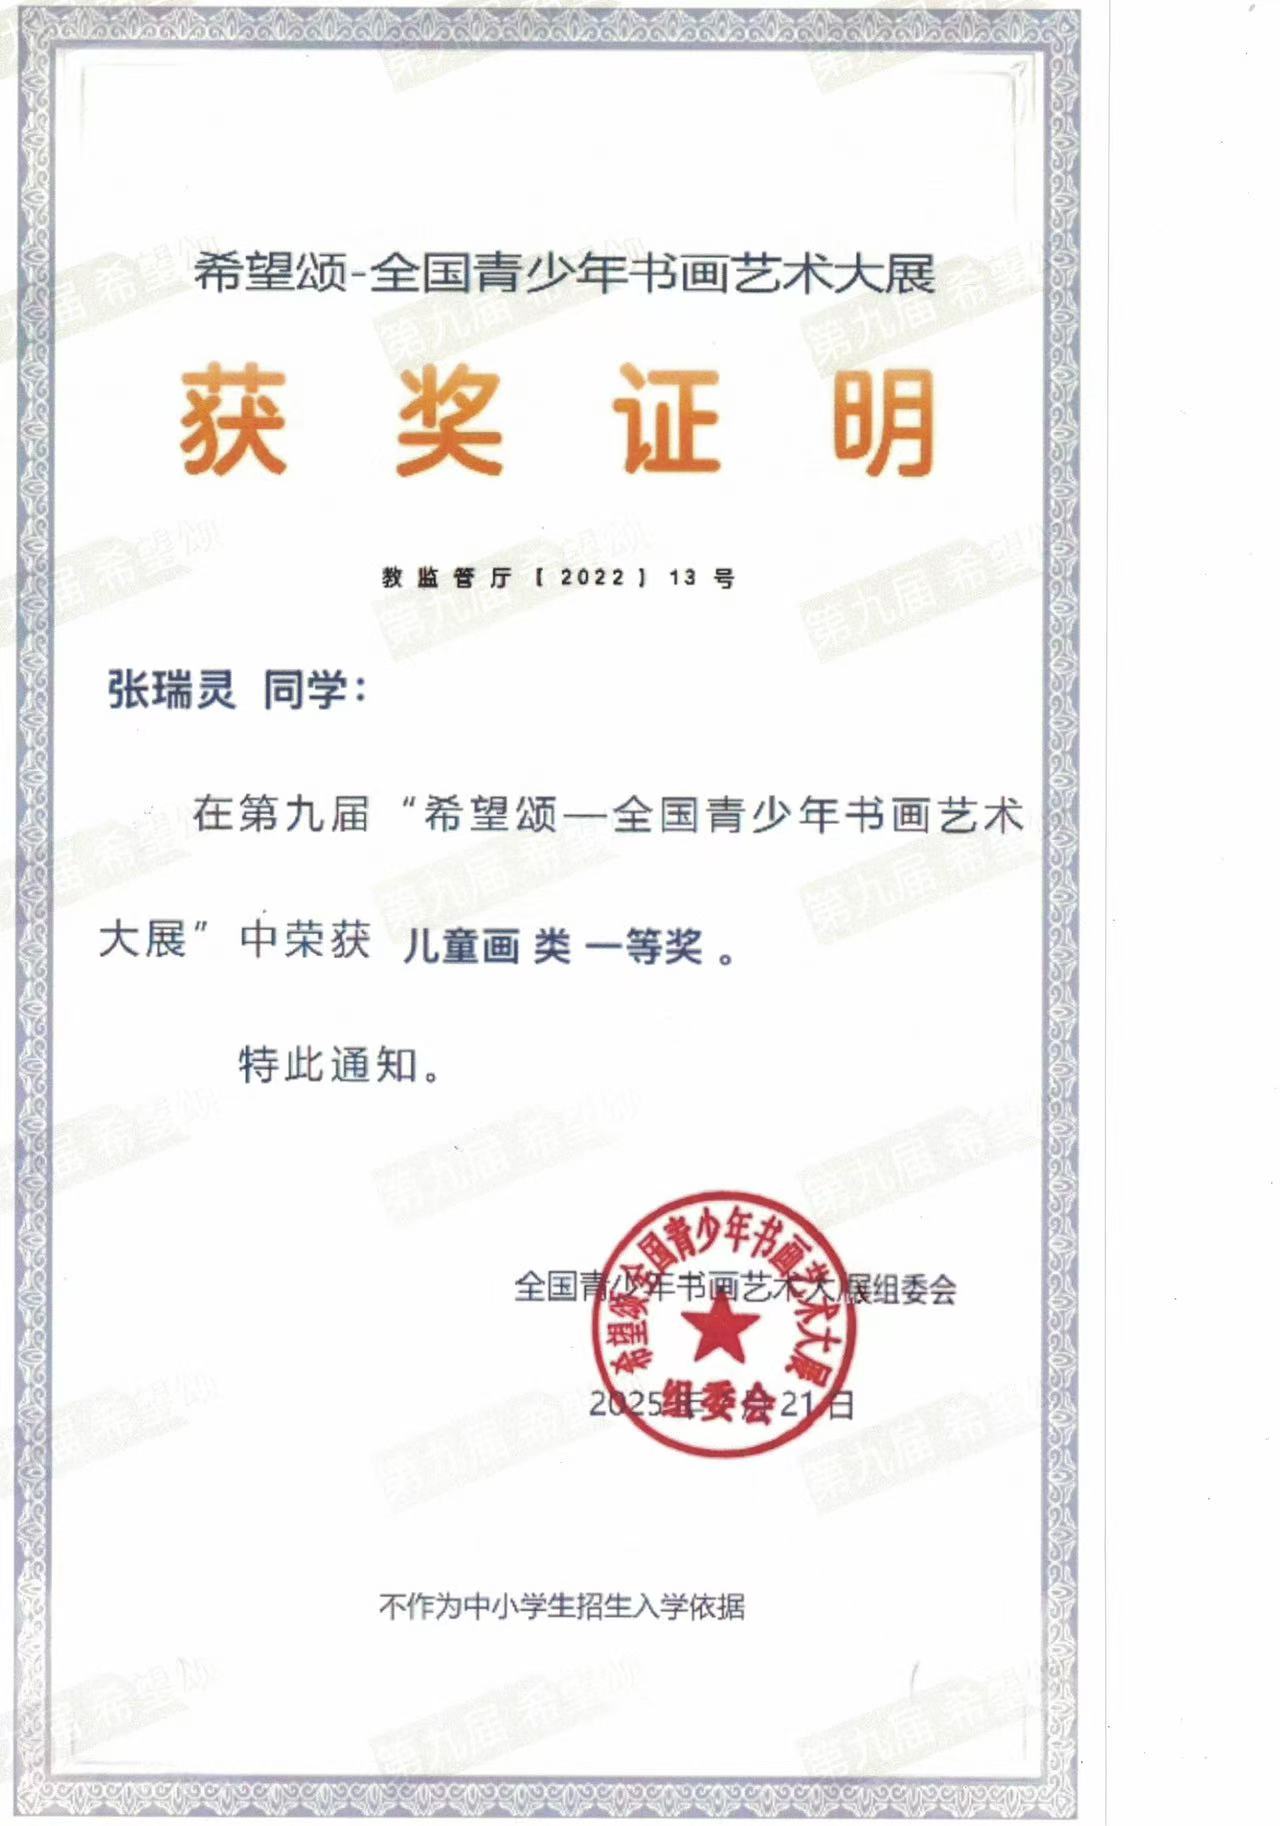 希望颂-全国青少年书画艺术大展
获奖证明
教监管厅〔2022〕13号
张瑞灵 同学：
在第九届“希望颂—全国青少年书画艺术
大展”中荣获 儿童画 类 一等奖。
特此通知。
希望颂全国青少年书画艺术大展
全国青少年书画艺术大展组委会
组委会
2025年 月21日
不作为中小学生招生入学依据
第九届 希望颂